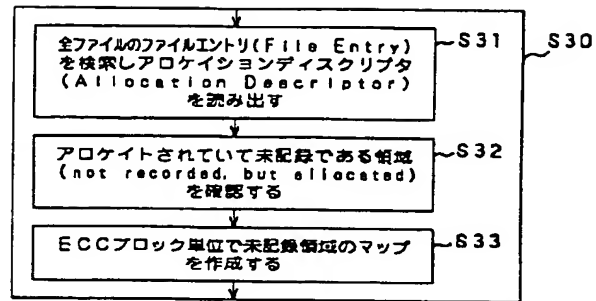 全ファイルのファイルエントリ(File Entry)
を検索しアロケイションディスクリプタ
(Allocation Descriptor)
を読み出す
S31
S30
アロケイトされていて未記録である領域
(not recorded, but allocated)
を確認する
S32
ECCブロック単位で未記録領域のマップ
を作成する
S33